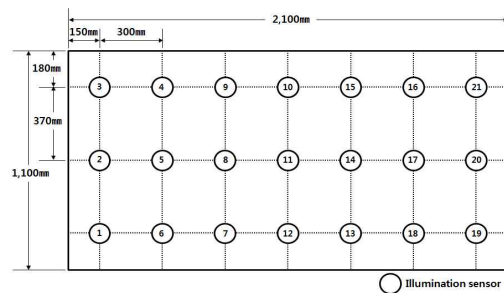 2,100mm
150mm 300mm
180mm
3 4 9 10 15 16 21
370mm
2 5 8 11 14 17 20
1,100mm
1 6 7 12 13 18 19
Illumination sensor